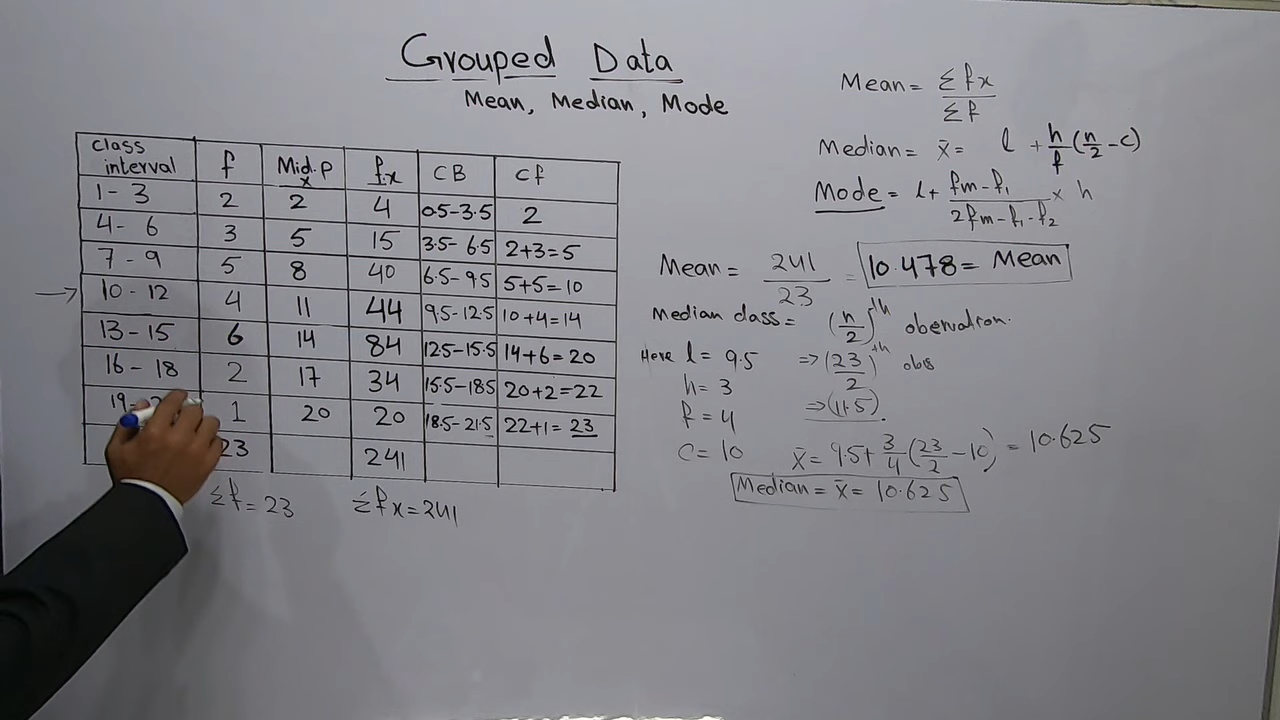 Grouped Data
Mean, Median, Mode
Mean = Σfx / Σf
Median = x̄ = l + h/f (n/2 - c)
Mode = l + fm-f₁ / 2fm-f₁-f₂ × h
class interval f Mid.P x f.x CB Cf
1 - 3 2 2 4 0.5-3.5 2
4 - 6 3 5 15 3.5- 6.5 2+3=5
7 - 9 5 8 40 6.5-9.5 5+5=10
10 - 12 4 11 44 9.5-12.5 10+4=14
13 - 15 6 14 84 12.5-15.5 14+6=20
16 - 18 2 17 34 15.5-18.5 20+2=22
19- 1 20 20 18.5-21.5 22+1=23
23 241
Σf=23 Σfx=241
Mean = 241/23 = 10.478= Mean
Median class = (n/2)th obervation.
Here l= 9.5 ⇒(23/2)th obs
h= 3
f= 4 ⇒(11.5).
C= 10 x̄= 9.5+ 3/4 (23/2 -10) = 10.625
Median = x̄= 10.625